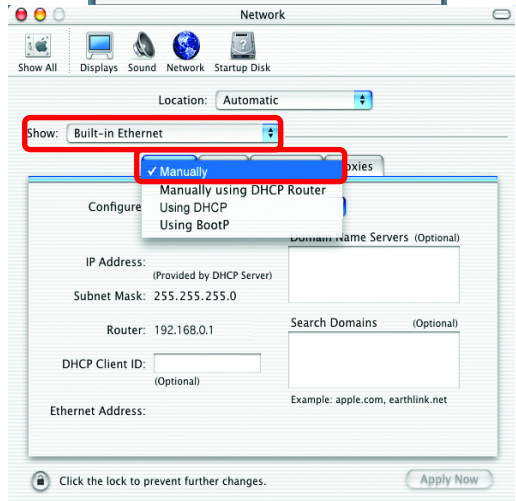 Network
Show All Displays Sound Network Startup Disk
Location: Automatic
Show: Built-in Ethernet
✓ Manually oxies
Manually using DHCP Router
Configure Using DHCP
Using BootP
Domain Name Servers (Optional)
IP Address:
(Provided by DHCP Server)
Subnet Mask: 255.255.255.0
Router: 192.168.0.1
Search Domains (Optional)
DHCP Client ID:
(Optional)
Example: apple.com, earthlink.net
Ethernet Address:
Click the lock to prevent further changes. Apply Now